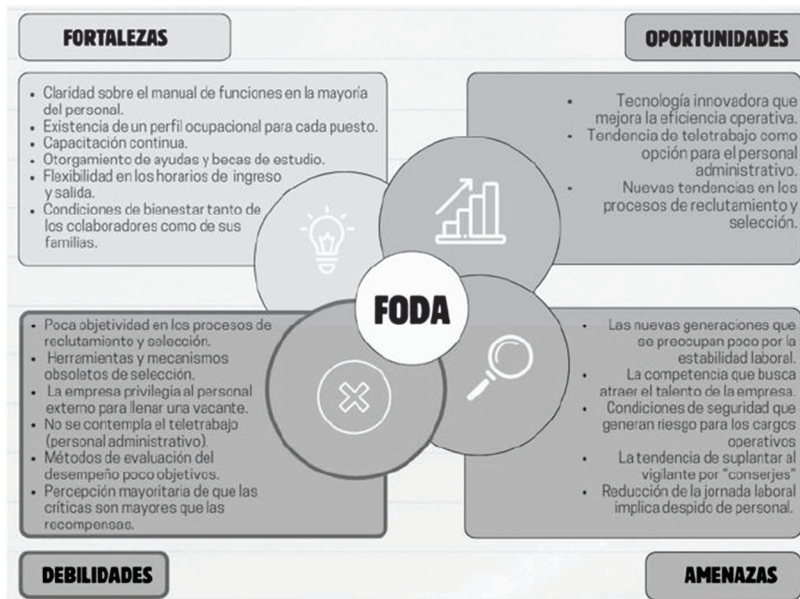 FORTALEZAS
• Claridad sobre el manual de funciones en la mayoría
del personal.
• Existencia de un perfil ocupacional para cada puesto.
• Capacitación continua.
• Otorgamiento de ayudas y becas de estudio.
• Flexibilidad en los horarios de ingreso
y salida.
• Condiciones de bienestar tanto de
los colaboradores como de sus
familias.
OPORTUNIDADES
• Tecnología innovadora que
mejora la eficiencia operativa.
• Tendencia de teletrabajo como
opción para el personal
administrativo.
• Nuevas tendencias en los
procesos de reclutamiento y
selección.
FODA
• Poca objetividad en los procesos de
reclutamiento y selección.
• Herramientas y mecanismos
obsoletos de selección.
• La empresa privilegia al personal
externo para llenar una vacante.
• No se contempla el teletrabajo
(personal administrativo).
• Métodos de evaluación del
desempeño poco objetivos.
• Percepción mayoritaria de que las
críticas son mayores que las
recompensas.
DEBILIDADES
• Las nuevas generaciones que
se preocupan poco por la
estabilidad laboral.
• La competencia que busca
atraer el talento de la empresa.
• Condiciones de seguridad que
generan riesgo para los cargos
operativos
• La tendencia de suplantar al
vigilante por "conserjes"
• Reducción de la jornada laboral
implica despido de personal.
AMENAZAS